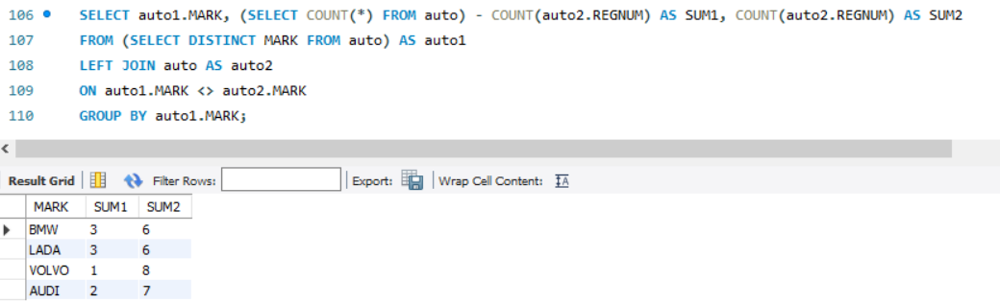 106 SELECT auto1.MARK, (SELECT COUNT(*) FROM auto) - COUNT(auto2.REGNUM) AS SUM1, COUNT(auto2.REGNUM) AS SUM2
107 FROM (SELECT DISTINCT MARK FROM auto) AS auto1
108 LEFT JOIN auto AS auto2
109 ON auto1.MARK <> auto2.MARK
110 GROUP BY auto1.MARK;
Result Grid Filter Rows: Export: Wrap Cell Content: IA
MARK SUM1 SUM2
BMW 3 6
LADA 3 6
VOLVO 1 8
AUDI 2 7